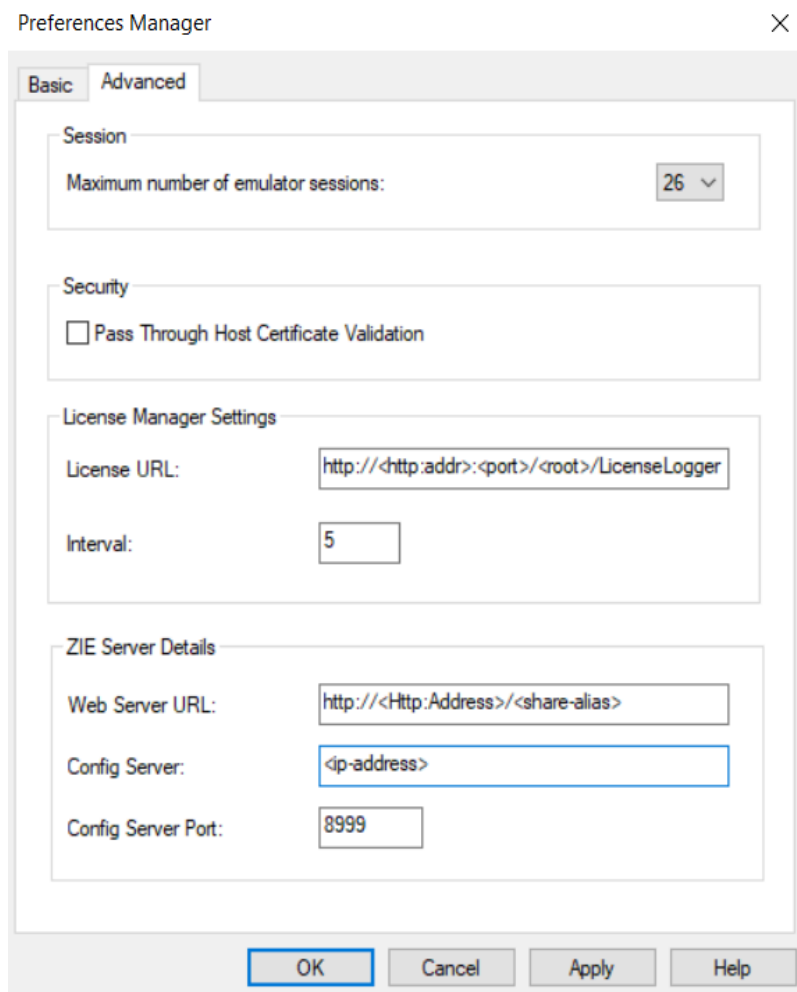 Preferences Manager
Basic
Advanced
Session
Maximum number of emulator sessions:
26
Security
Pass Through Host Certificate Validation
License Manager Settings
License URL:
http://<http:addr>:<port>/<root>/LicenseLogger
Interval:
5
ZIE Server Details
Web Server URL:
http://<Http:Address>/<share-alias>
Config Server:
<ip-address>
Config Server Port:
8999
OK
Cancel
Apply
Help